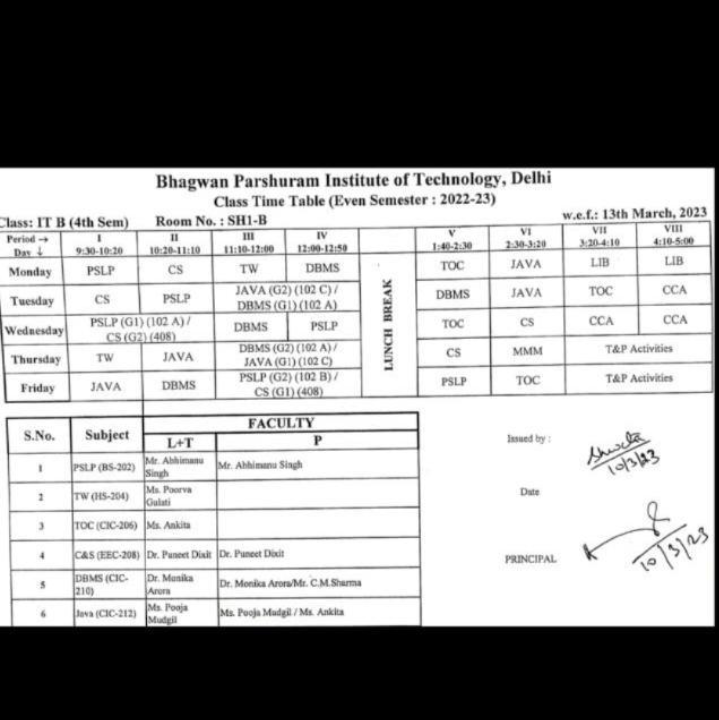 Bhagwan Parshuram Institute of Technology, Delhi
Class Time Table (Even Semester : 2022-23)
Class: IT B (4th Sem) Room No. : SH1-B w.e.f.: 13th March, 2023
Period → I II III IV V VI VII VIII
Day ↓ 9:30-10:20 10:20-11:10 11:10-12:00 12:00-12:50 LUNCH BREAK 1:40-2:30 2:30-3:20 3:20-4:10 4:10-5:00
Monday PSLP CS TW DBMS TOC JAVA LIB LIB
Tuesday CS PSLP JAVA (G2) (102 C) / DBMS JAVA TOC CCA
DBMS (G1) (102 A)
Wednesday PSLP (G1) (102 A) / DBMS PSLP TOC CS CCA CCA
CS (G2) (408)
Thursday TW JAVA DBMS (G2) (102 A) / CS MMM T&P Activities
JAVA (G1) (102 C)
Friday JAVA DBMS PSLP (G2) (102 B) / PSLP TOC T&P Activities
CS (G1) (408)
S.No. Subject FACULTY
L+T P
1 PSLP (BS-202) Mr. Abhimanu Singh Mr. Abhimanu Singh
2 TW (HS-204) Ms. Poorva Gulati
3 TOC (CIC-206) Ms. Ankita
4 C&S (EEC-208) Dr. Puneet Dixit Dr. Puneet Dixit
5 DBMS (CIC-210) Dr. Monika Arora Dr. Monika Arora/Mr. C.M.Sharma
6 Java (CIC-212) Ms. Pooja Mudgil Ms. Pooja Mudgil / Ms. Ankita
Issued by :
10/3/23
Date
PRINCIPAL
10/3/23